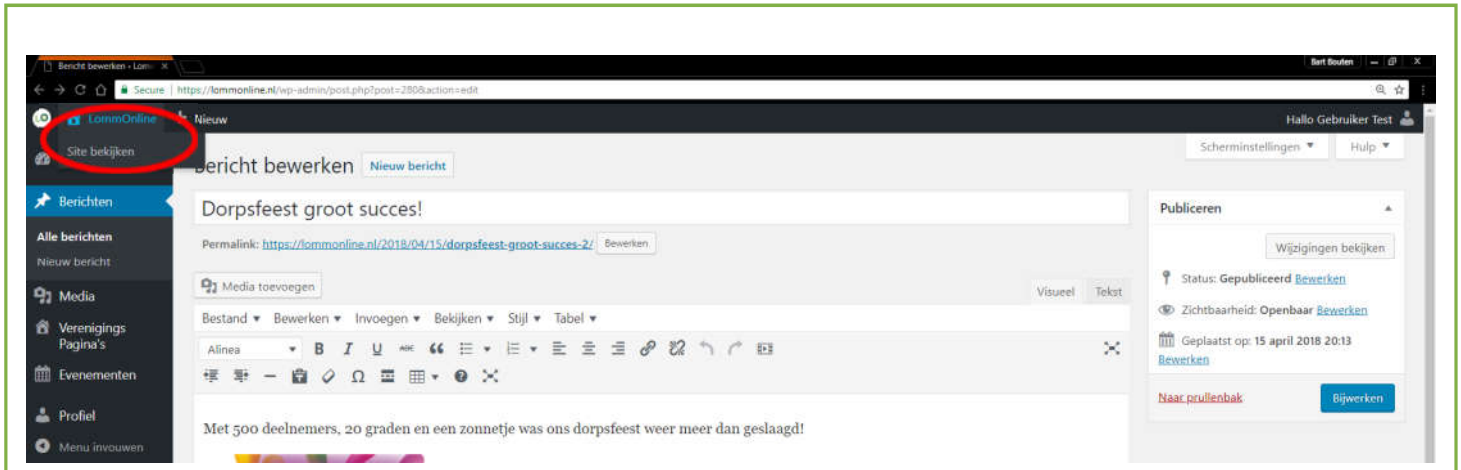 Bericht bewerken ‹ Lom
Bart Bouten
Secure | https://lommonline.nl/wp-admin/post.php?post=280&action=edit
LO LommOnline Nieuw Hallo Gebruiker Test
Site bekijken
Scherminstellingen ▼ Hulp ▼
Bericht bewerken Nieuw bericht
Berichten
Dorpsfeest groot succes!
Publiceren
Alle berichten
Permalink: https://lommonline.nl/2018/04/15/dorpsfeest-groot-succes-2/ Bewerken
Wijzigingen bekijken
Nieuw bericht
Media toevoegen
Visueel Tekst
Status: Gepubliceerd Bewerken
Media
Bestand Bewerken Invoegen Bekijken Stijl Tabel
Zichtbaarheid: Openbaar Bewerken
Verenigings
Pagina's
Alinea B I U ABC
Geplaatst op: 15 april 2018 20:13
Bewerken
Evenementen
Naar prullenbak Bijwerken
Profiel
Met 500 deelnemers, 20 graden en een zonnetje was ons dorpsfeest weer meer dan geslaagd!
Menu invouwen